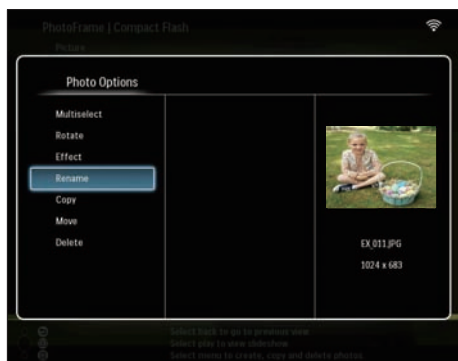 PhotoFrame | Compact Flash
Picture
Photo Options
Multiselect
Rotate
Effect
Rename
Copy
Move
Delete
EX_011.JPG
1024 x 683
Select back to go to previous view
Select play to view slideshow
Select menu to create, copy and delete photos